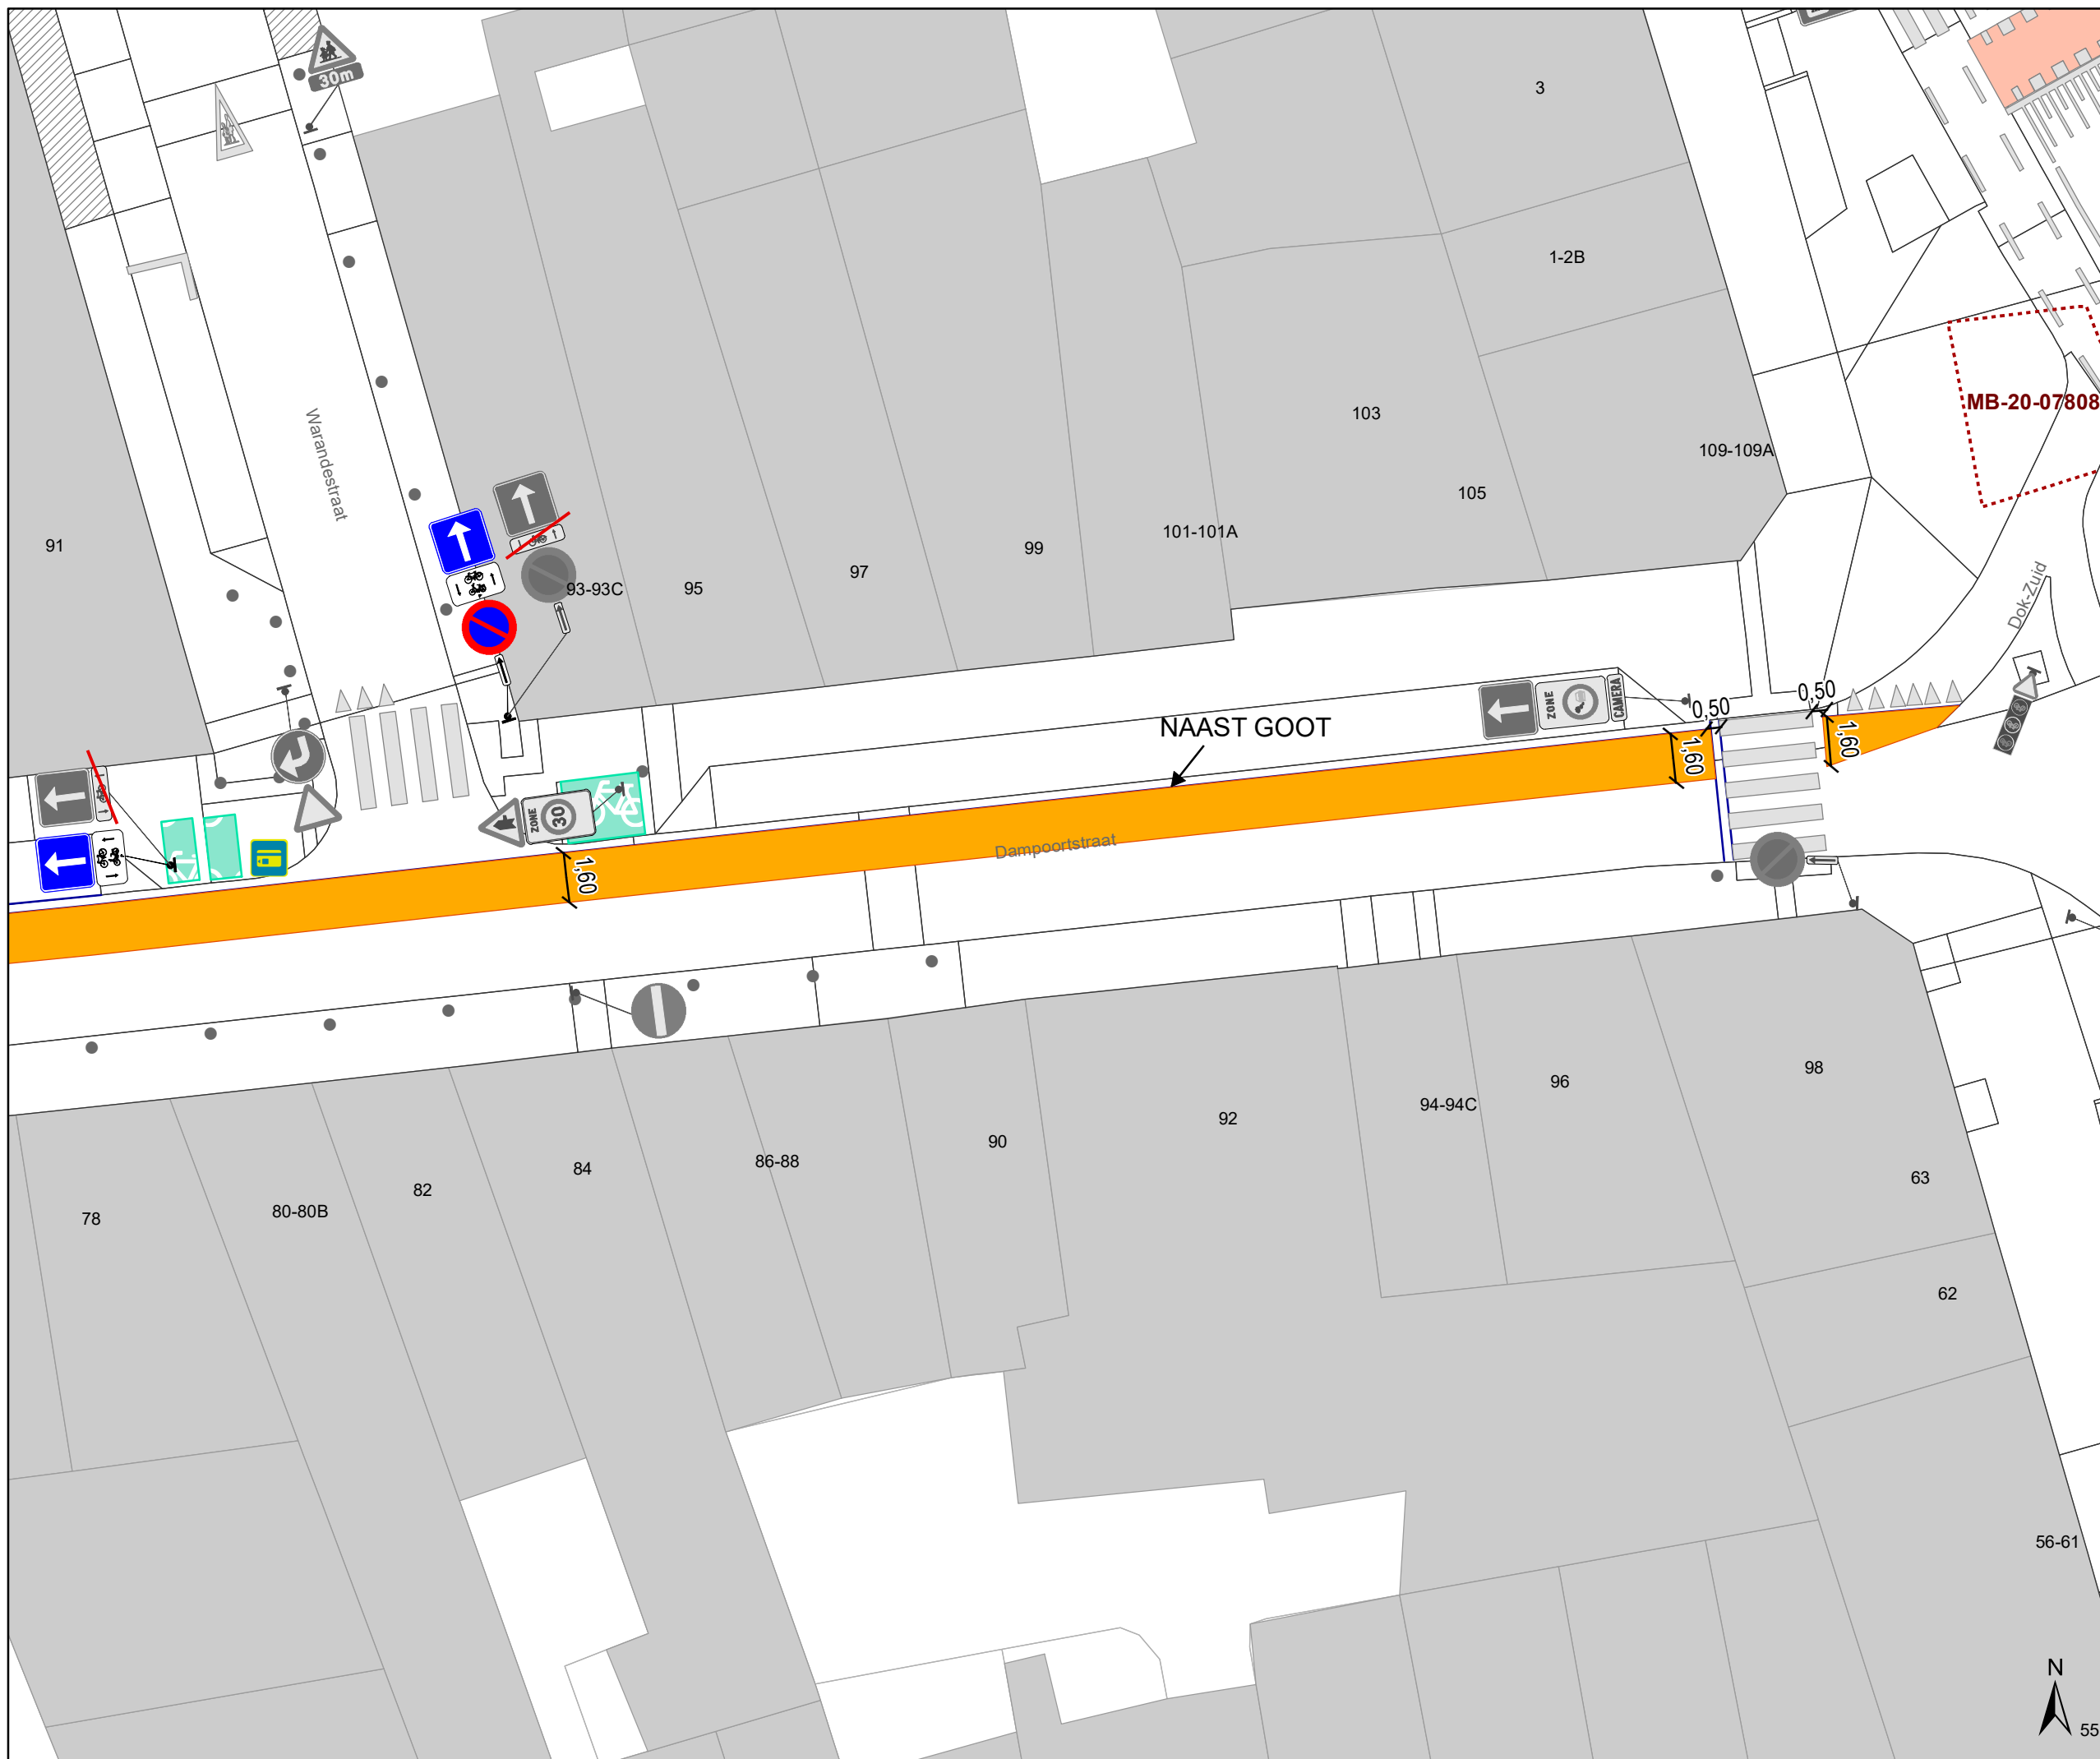 30m
3
1-2B
MB-20-07808
Warandestraat
103
109-109A
105
91
101-101A
99
97
93-93C
95
Dok-Zuid
0,50
0,50
ZONE
CAMERA
NAAST GOOT
1,60
1,60
ZONE
30
Dampoortstraat
1,60
98
96
94-94C
92
90
86-88
84
63
82
80-80B
78
62
56-61
N
55